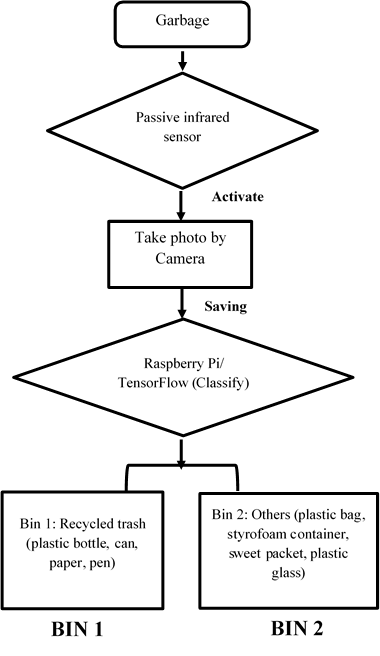 Garbage
Passive infrared
sensor
Activate
Take photo by
Camera
Saving
Raspberry Pi/
TensorFlow (Classify)
Bin 1: Recycled trash
(plastic bottle, can,
paper, pen)
Bin 2: Others (plastic bag,
styrofoam container,
sweet packet, plastic
glass)
BIN 1
BIN 2